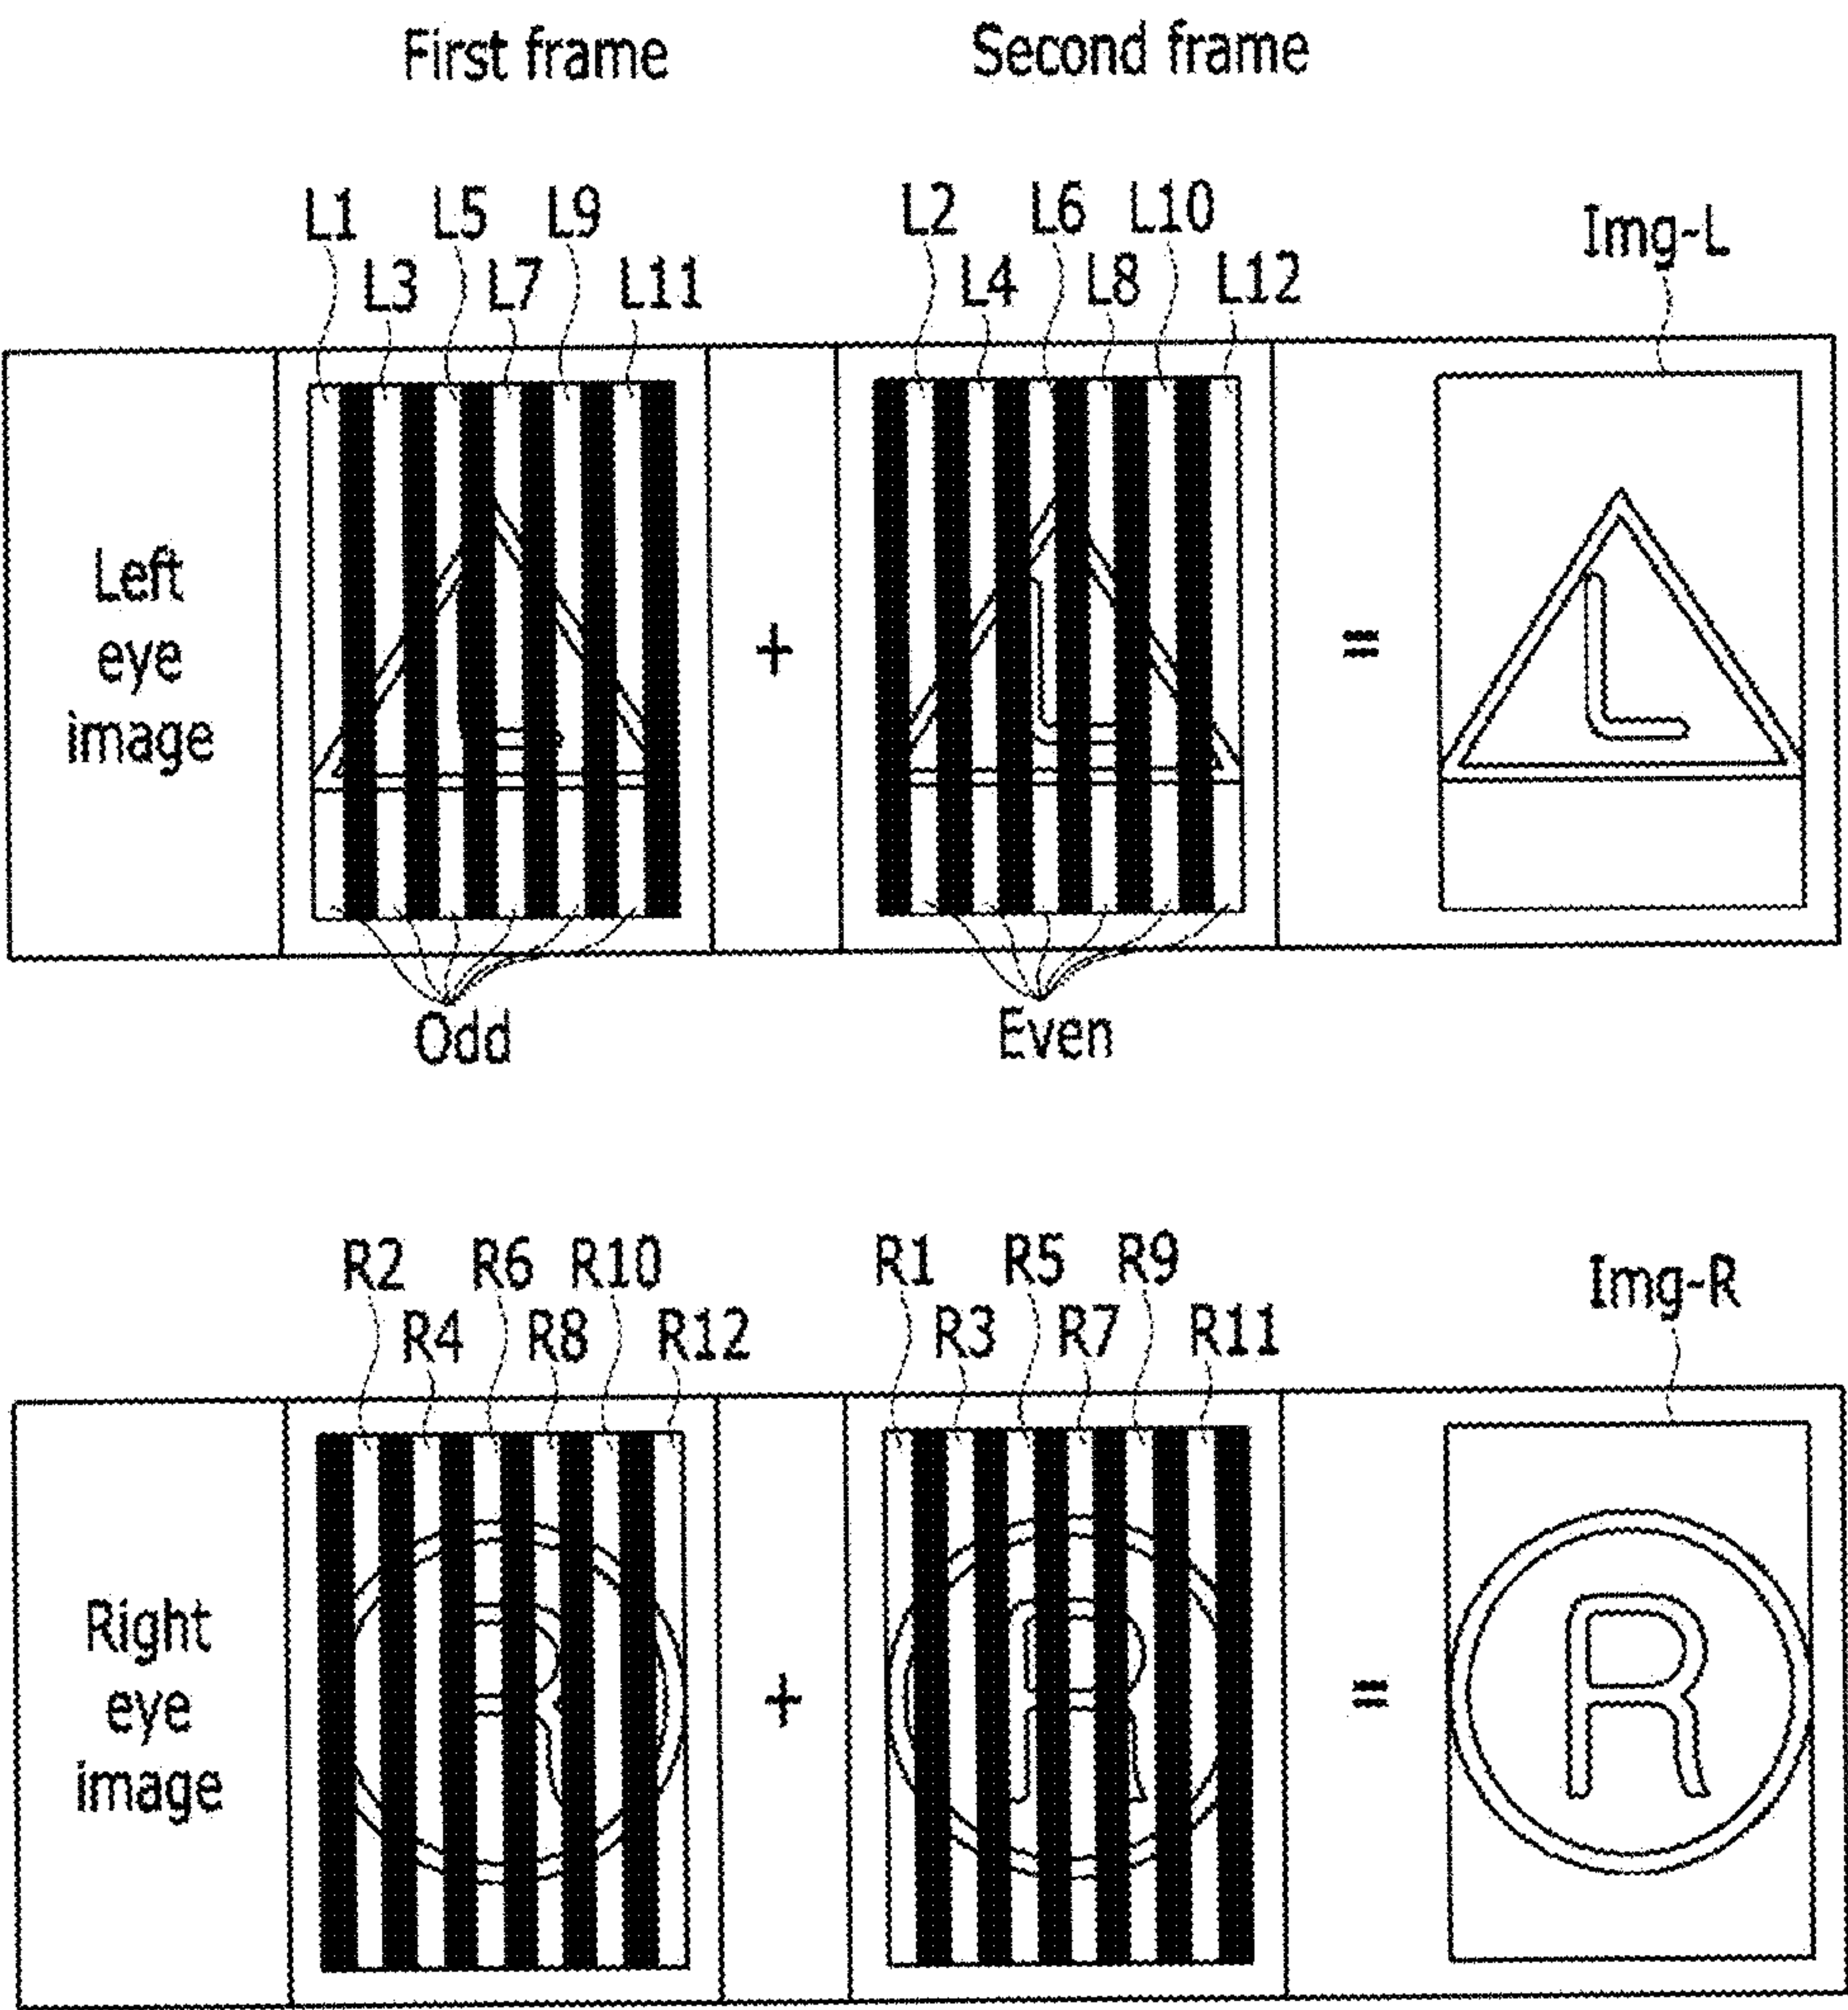 First frame Second frame
L1 L5 L9 L2 L6 L10 Img-L
L3 L7 L11 L4 L8 L12
Left
eye
image
+ =
L
Odd Even
R2 R6 R10 R1 R5 R9 Img-R
R4 R8 R12 R3 R7 R11
Right
eye
image
+ =
R